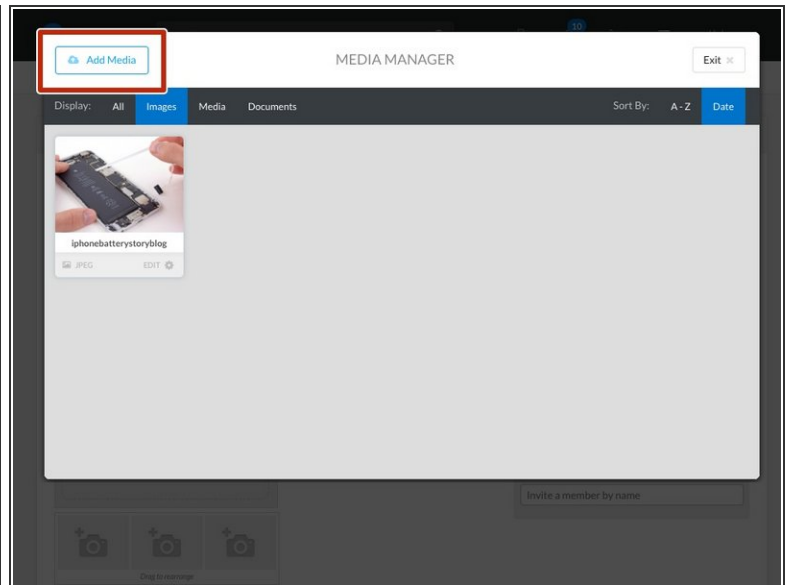 10
Add Media
MEDIA MANAGER
Exit ×
Display: All Images Media Documents
Sort By: A - Z Date
iphonebatterystoryblog
JPEG EDIT
Invite a member by name
Drag to rearrange